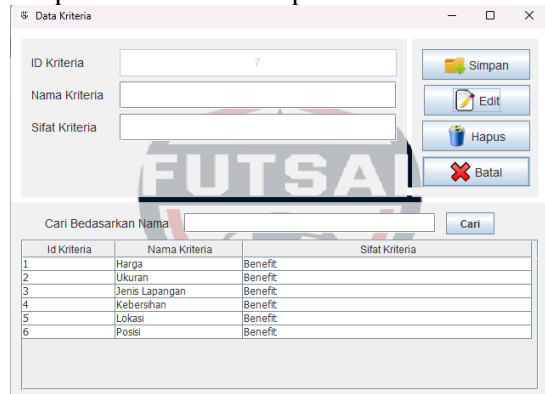 Data Kriteria
ID Kriteria 7 Simpan
Nama Kriteria Edit
Sifat Kriteria Hapus
Batal
FUTSAL
Cari Bedasarkan Nama Cari
Id Kriteria Nama Kriteria Sifat Kriteria
1 Harga Benefit
2 Ukuran Benefit
3 Jenis Lapangan Benefit
4 Kebersihan Benefit
5 Lokasi Benefit
6 Posisi Benefit